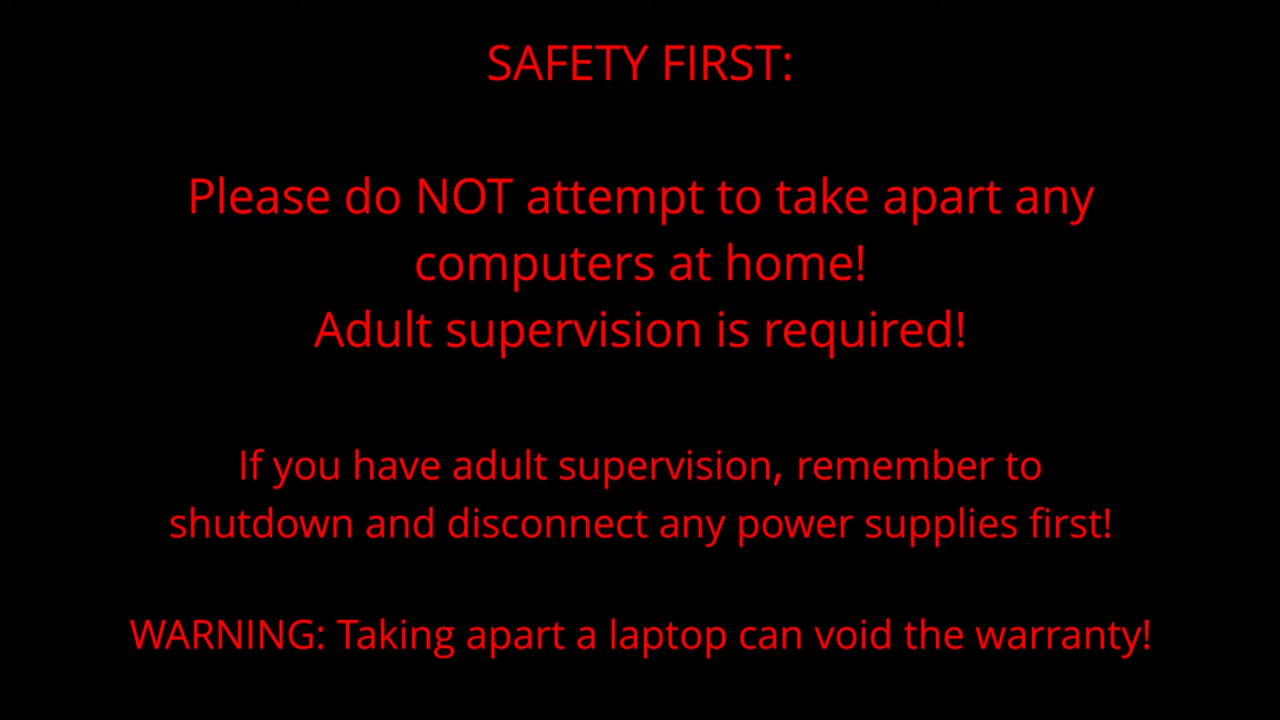 SAFETY FIRST:
Please do NOT attempt to take apart any
computers at home!
Adult supervision is required!
If you have adult supervision, remember to
shutdown and disconnect any power supplies first!
WARNING: Taking apart a laptop can void the warranty!